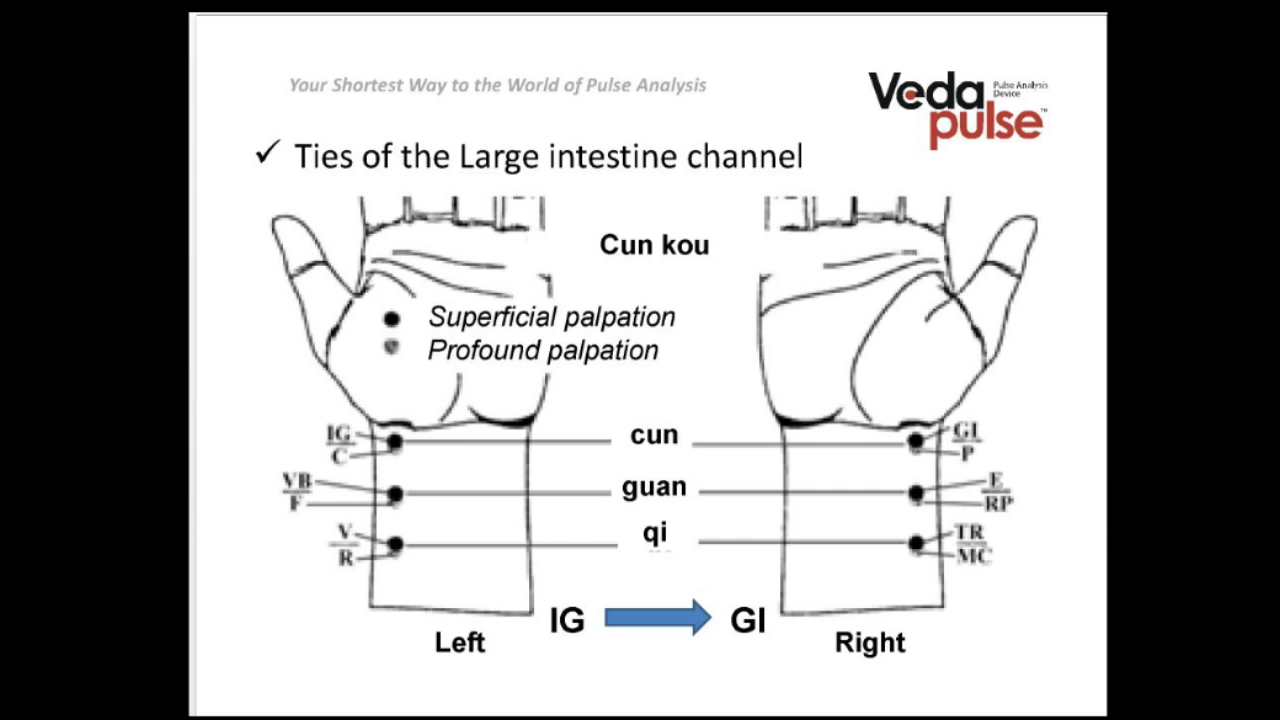 Your Shortest Way to the World of Pulse Analysis
Veda pulse™
Pulse Analysis
Device
✓ Ties of the Large intestine channel
Cun kou
Superficial palpation
Profound palpation
IG
C
cun
GI
P
VB
F
guan
E
RP
V
R
qi
TR
MC
IG
GI
Left
Right